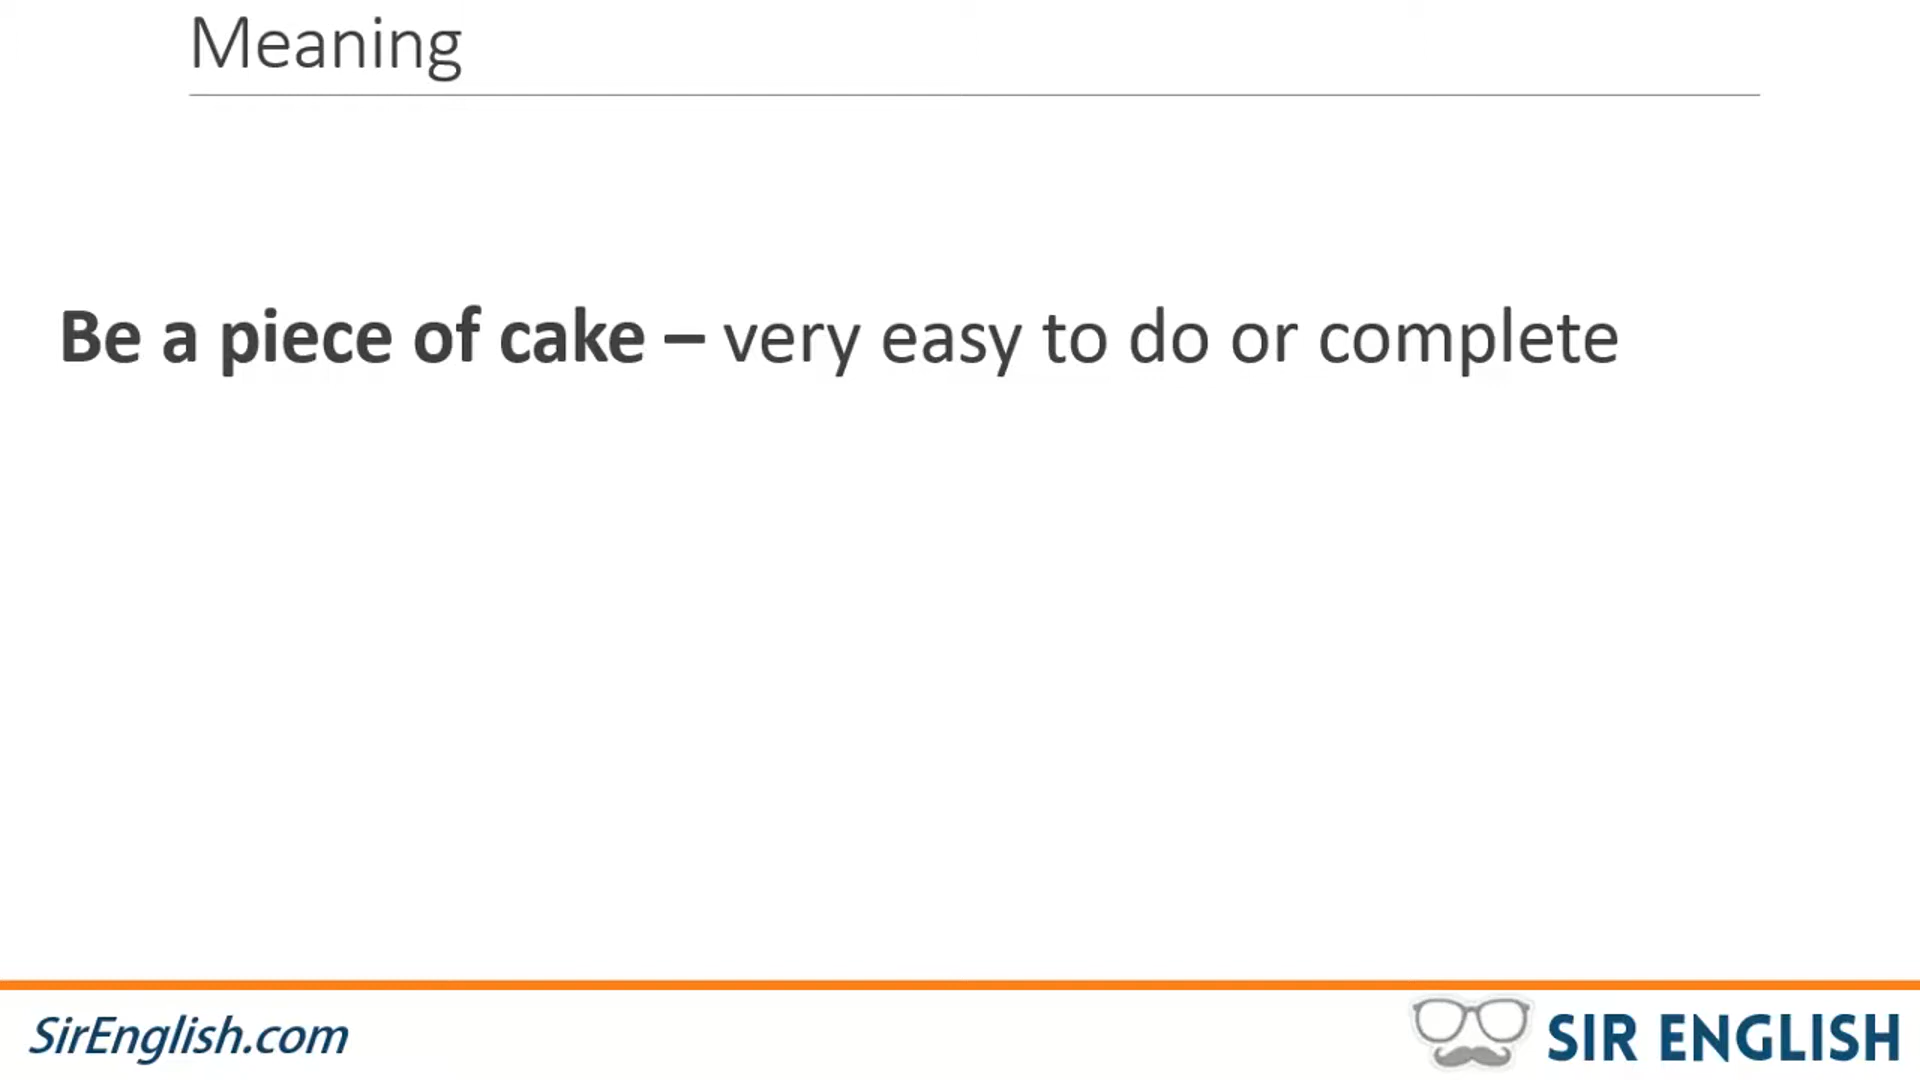 Meaning
Be a piece of cake – very easy to do or complete
SirEnglish.com
SIR ENGLISH